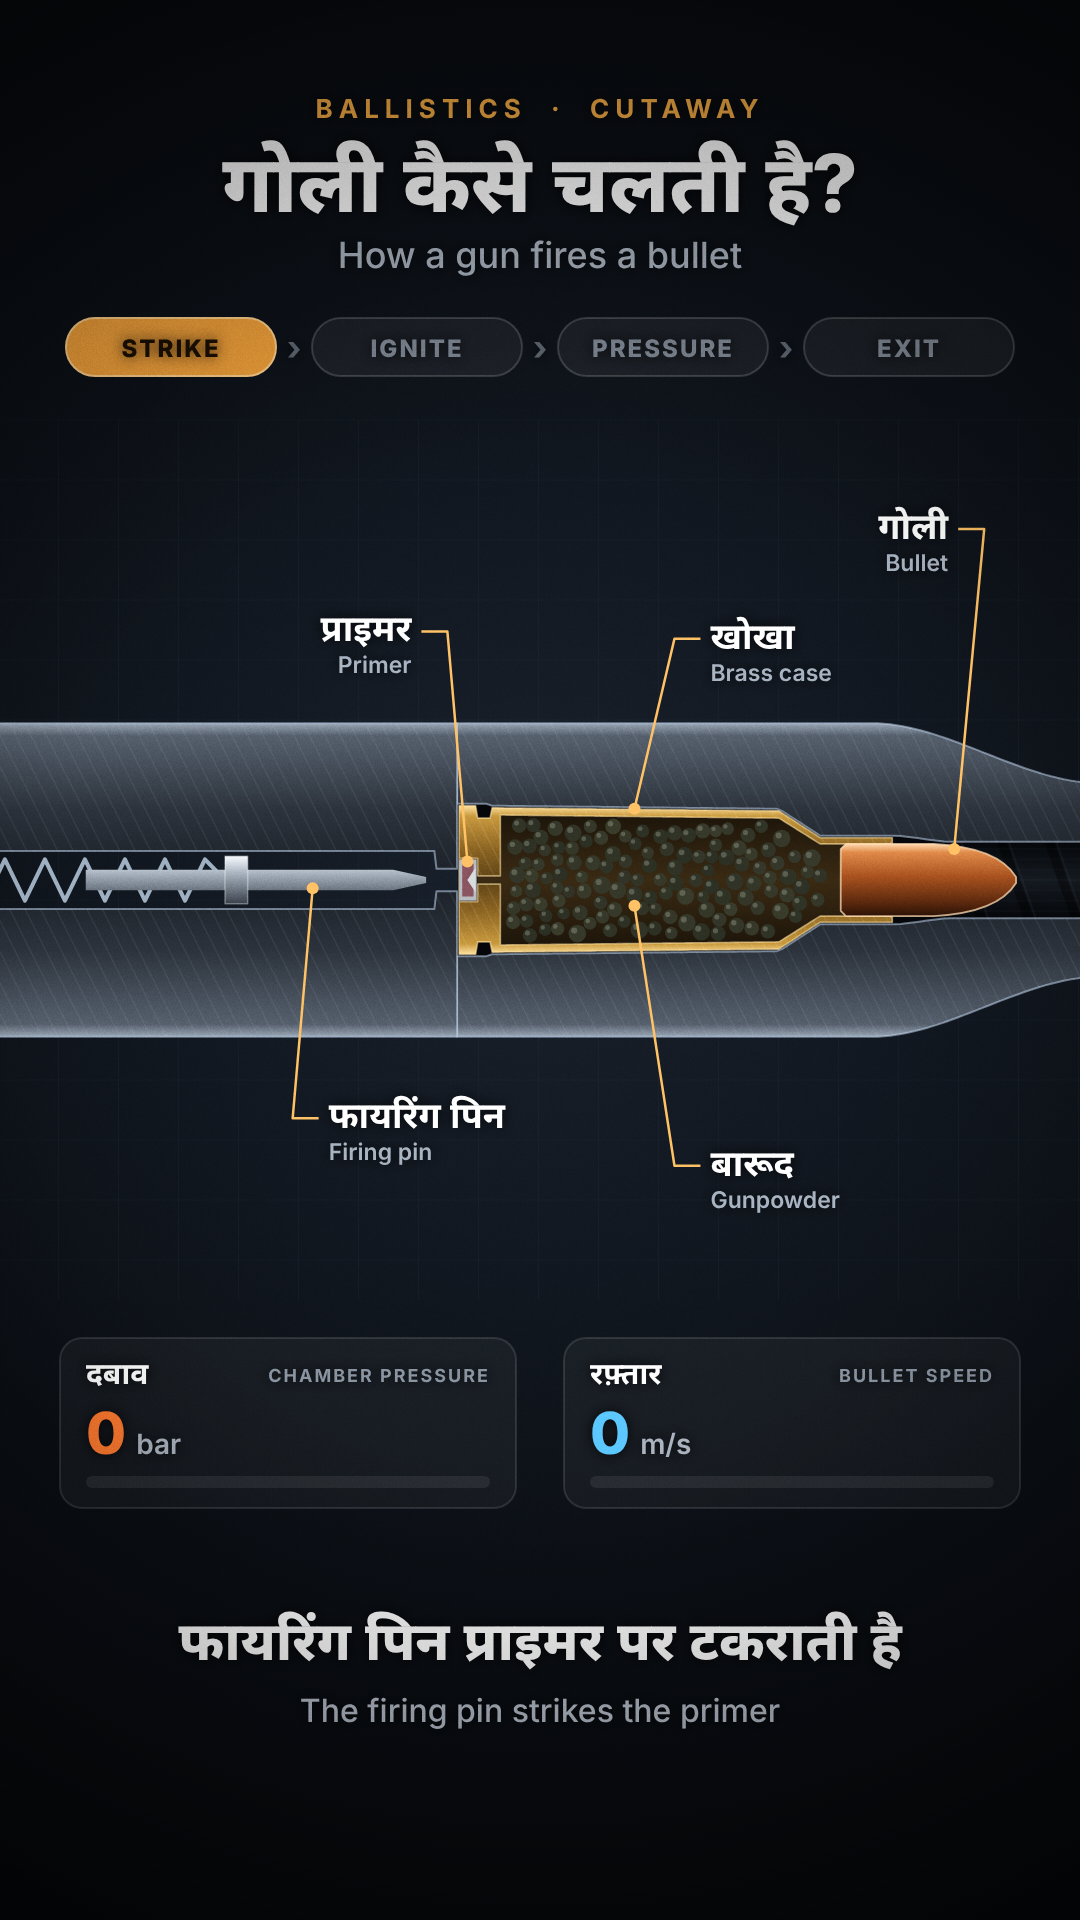 BALLISTICS · CUTAWAY
गोली कैसे चलती है?
How a gun fires a bullet
STRIKE › IGNITE › PRESSURE › EXIT
गोली
Bullet
प्राइमर
Primer
खोखा
Brass case
फायरिंग पिन
Firing pin
बारूद
Gunpowder
दबाव CHAMBER PRESSURE
0 bar
रफ़्तार BULLET SPEED
0 m/s
फायरिंग पिन प्राइमर पर टकराती है
The firing pin strikes the primer